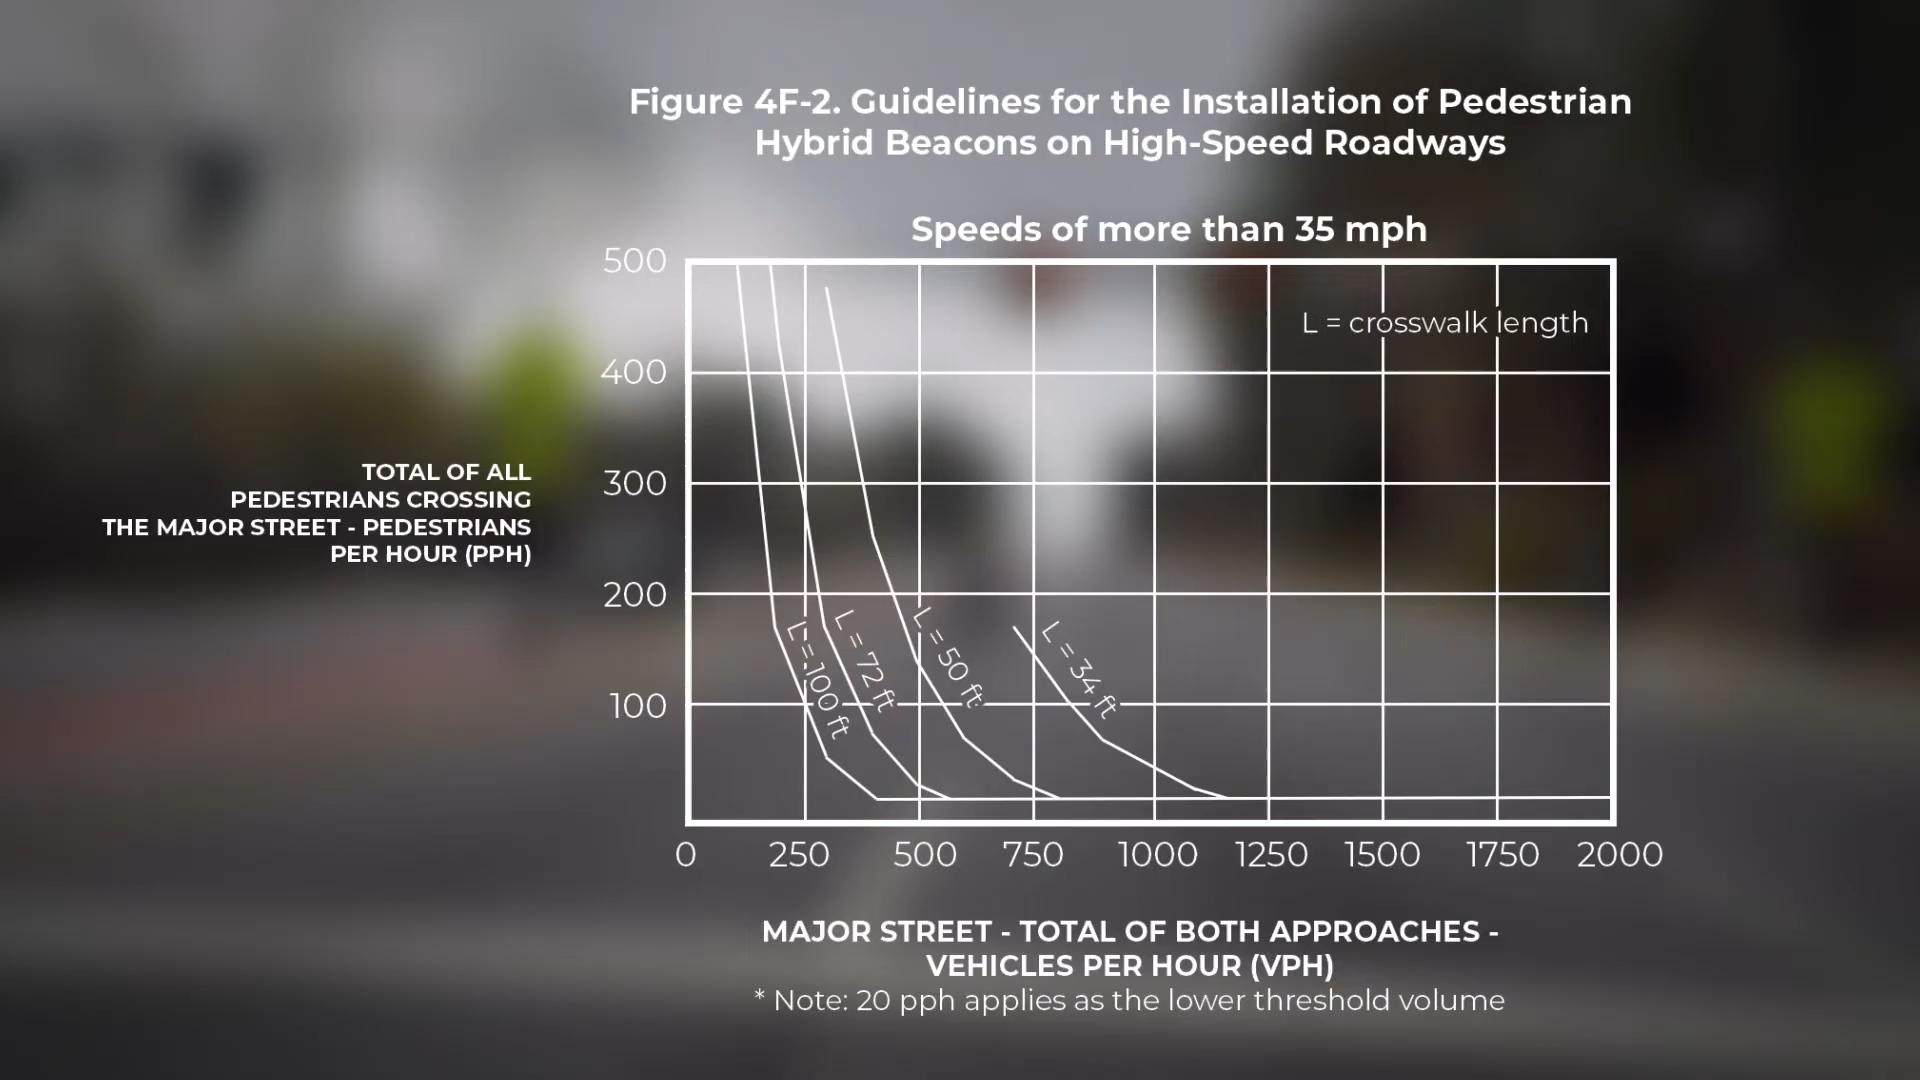 Figure 4F-2. Guidelines for the Installation of Pedestrian
Hybrid Beacons on High-Speed Roadways
Speeds of more than 35 mph
500
400
300
200
100
L = crosswalk length
TOTAL OF ALL
PEDESTRIANS CROSSING
THE MAJOR STREET - PEDESTRIANS
PER HOUR (PPH)
L = 100 ft
L = 72 ft
L = 50 ft
L = 34 ft
0 250 500 750 1000 1250 1500 1750 2000
MAJOR STREET - TOTAL OF BOTH APPROACHES -
VEHICLES PER HOUR (VPH)
* Note: 20 pph applies as the lower threshold volume